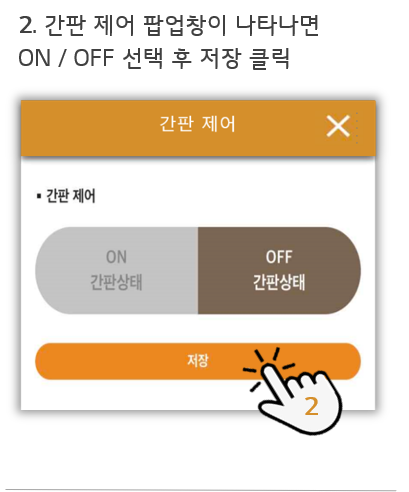 2. 간판 제어 팝업창이 나타나면
ON / OFF 선택 후 저장 클릭
간판 제어
▪ 간판 제어
ON
간판상태
OFF
간판상태
저장
2